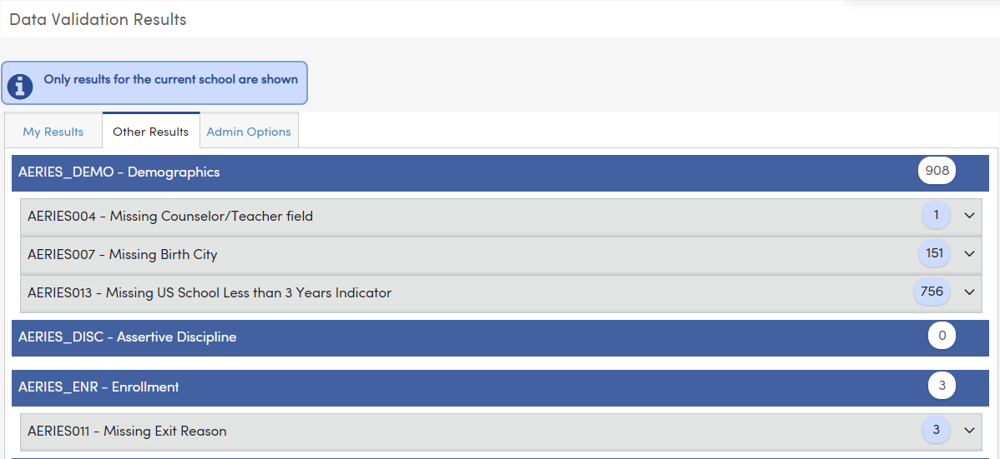 Data Validation Results
Only results for the current school are shown
My Results Other Results Admin Options
AERIES_DEMO - Demographics 908
AERIES004 - Missing Counselor/Teacher field 1
AERIES007 - Missing Birth City 151
AERIES013 - Missing US School Less than 3 Years Indicator 756
AERIES_DISC - Assertive Discipline 0
AERIES_ENR - Enrollment 3
AERIES011 - Missing Exit Reason 3